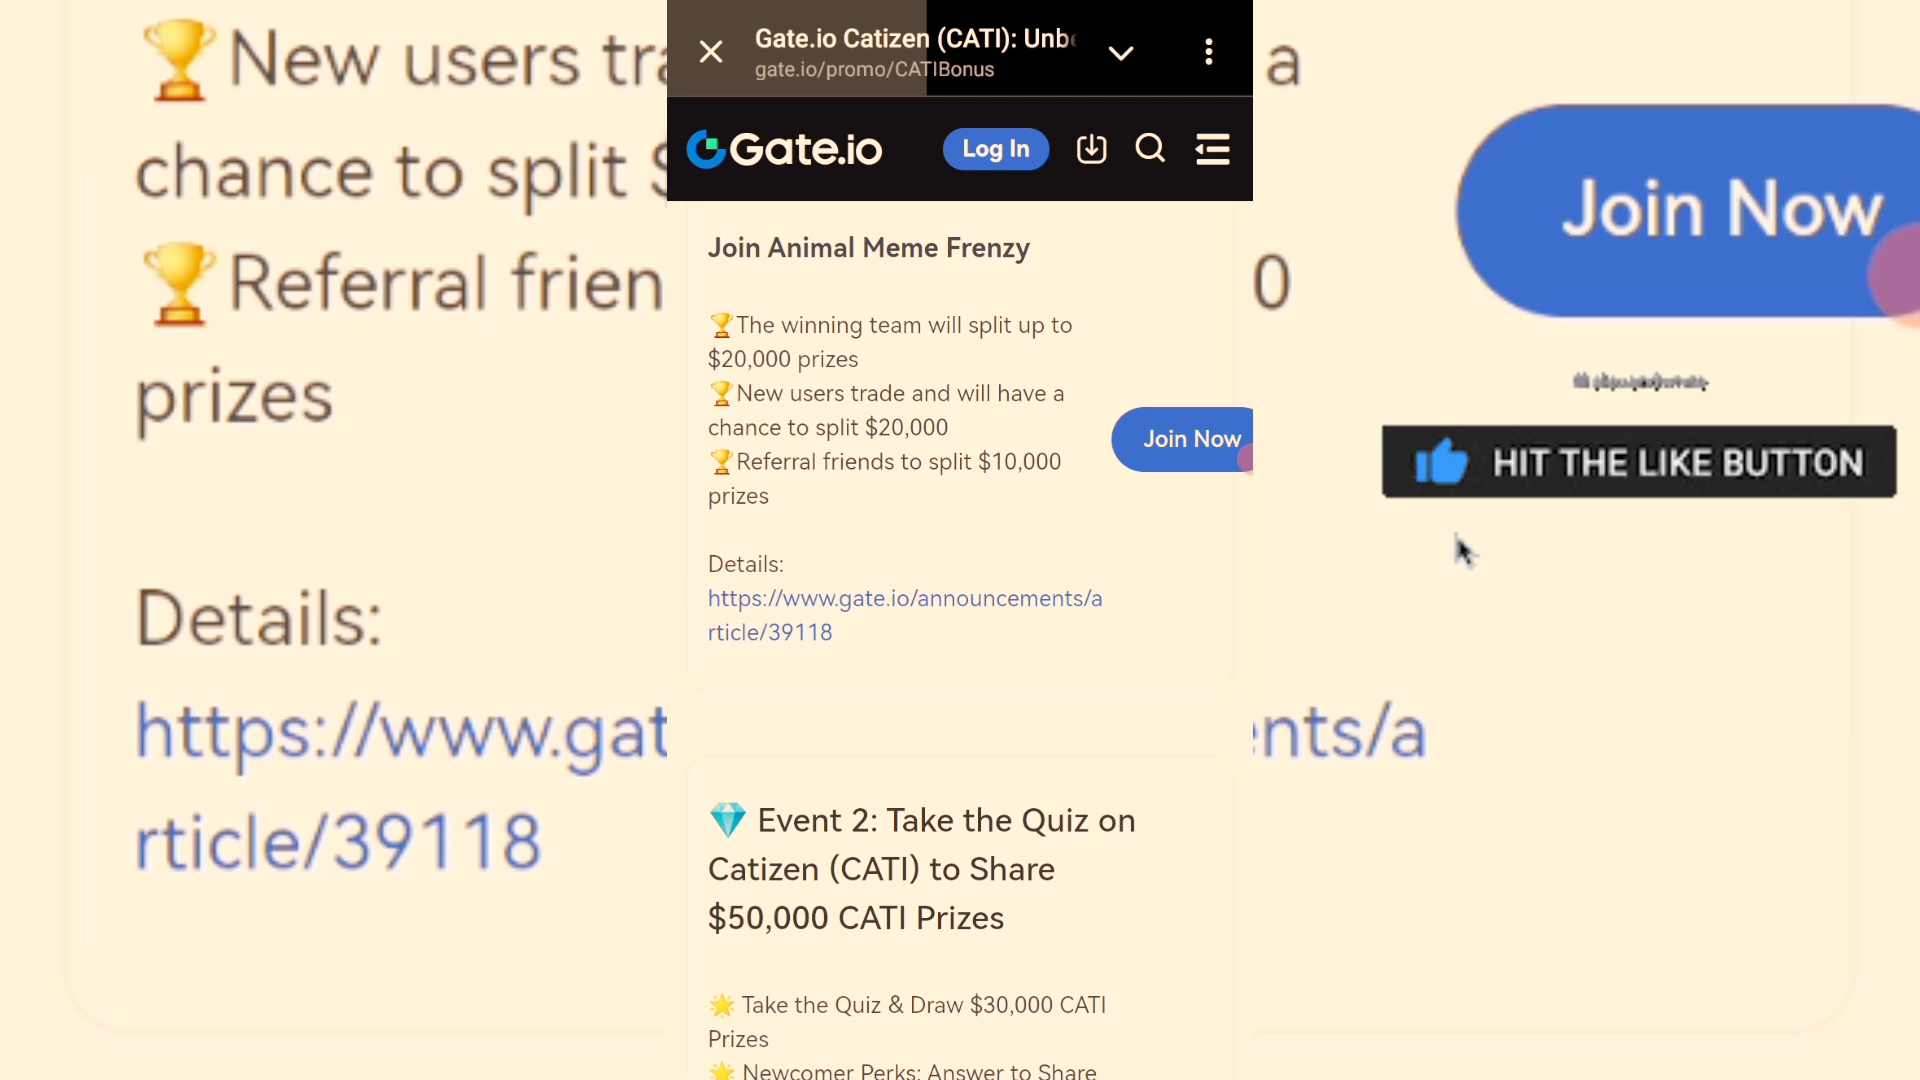 🏆New users tra
a
chance to split
🏆Referral frien
0
prizes
Details:
https://www.gat
ents/a
rticle/39118
Gate.io Catizen (CATI): Unb
gate.io/promo/CATIBonus
Gate.io
Log In
Join Animal Meme Frenzy
🏆The winning team will split up to
$20,000 prizes
🏆New users trade and will have a
chance to split $20,000
🏆Referral friends to split $10,000
prizes
Join Now
Details:
https://www.gate.io/announcements/a
rticle/39118
💎 Event 2: Take the Quiz on
Catizen (CATI) to Share
$50,000 CATI Prizes
🌟 Take the Quiz & Draw $30,000 CATI
Prizes
🌟 Newcomer Perks: Answer to Share
Join Now
HIT THE LIKE BUTTON